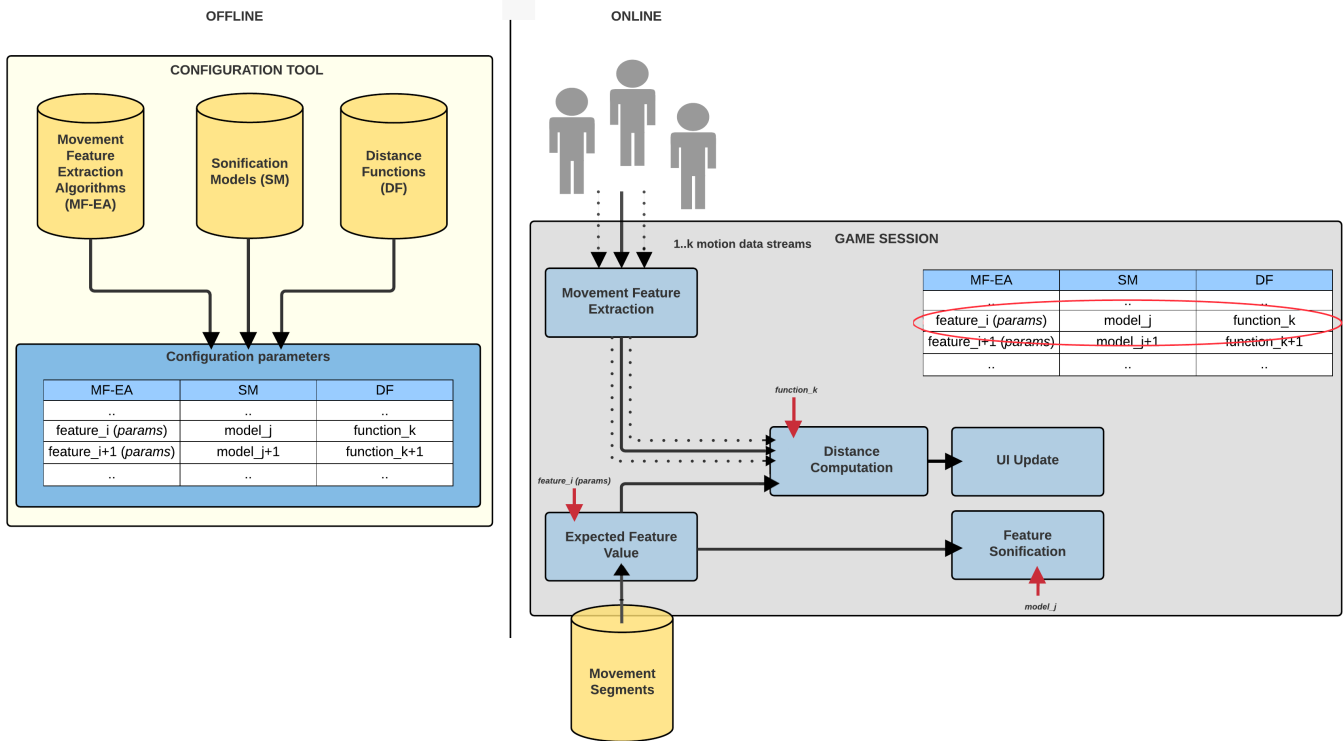 OFFLINE
CONFIGURATION TOOL
Movement
Feature
Extraction
Algorithms
(MF-EA)
Sonification
Models (SM)
Distance
Functions
(DF)
Configuration parameters
MF-EA SM DF
.. .. ..
feature_i (params) model_j function_k
feature_i+1 (params) model_j+1 function_k+1
.. .. ..
ONLINE
1..k motion data streams
GAME SESSION
Movement Feature
Extraction
MF-EA SM DF
.. .. ..
feature_i (params) model_j function_k
feature_i+1 (params) model_j+1 function_k+1
.. .. ..
function_k
Distance
Computation
UI Update
feature_i (params)
Expected Feature
Value
Feature
Sonification
model_j
Movement
Segments